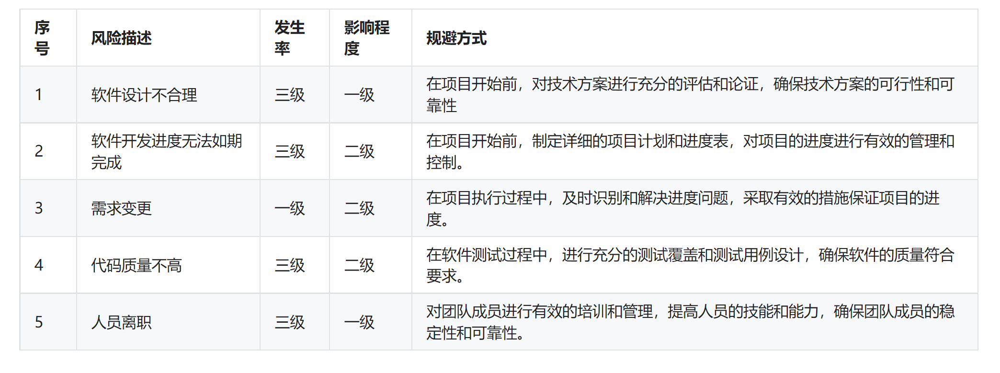 序号
风险描述
发生率
影响程度
规避方式
1
软件设计不合理
三级
一级
在项目开始前，对技术方案进行充分的评估和论证，确保技术方案的可行性和可
靠性
2
软件开发进度无法如期
完成
三级
二级
在项目开始前，制定详细的项目计划和进度表，对项目的进度进行有效的管理和
控制。
3
需求变更
一级
二级
在项目执行过程中，及时识别和解决进度问题，采取有效的措施保证项目的进
度。
4
代码质量不高
三级
二级
在软件测试过程中，进行充分的测试覆盖和测试用例设计，确保软件的质量符合
要求。
5
人员离职
三级
一级
对团队成员进行有效的培训和管理，提高人员的技能和能力，确保团队成员的稳
定性和可靠性。